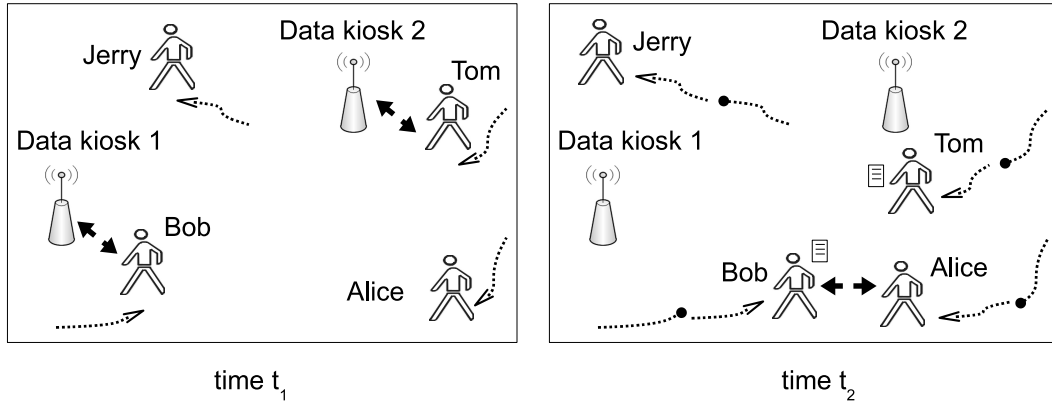 Jerry
Data kiosk 2
Tom
Data kiosk 1
Bob
Alice
time t₁
Jerry
Data kiosk 2
Data kiosk 1
Tom
Bob
Alice
time t₂